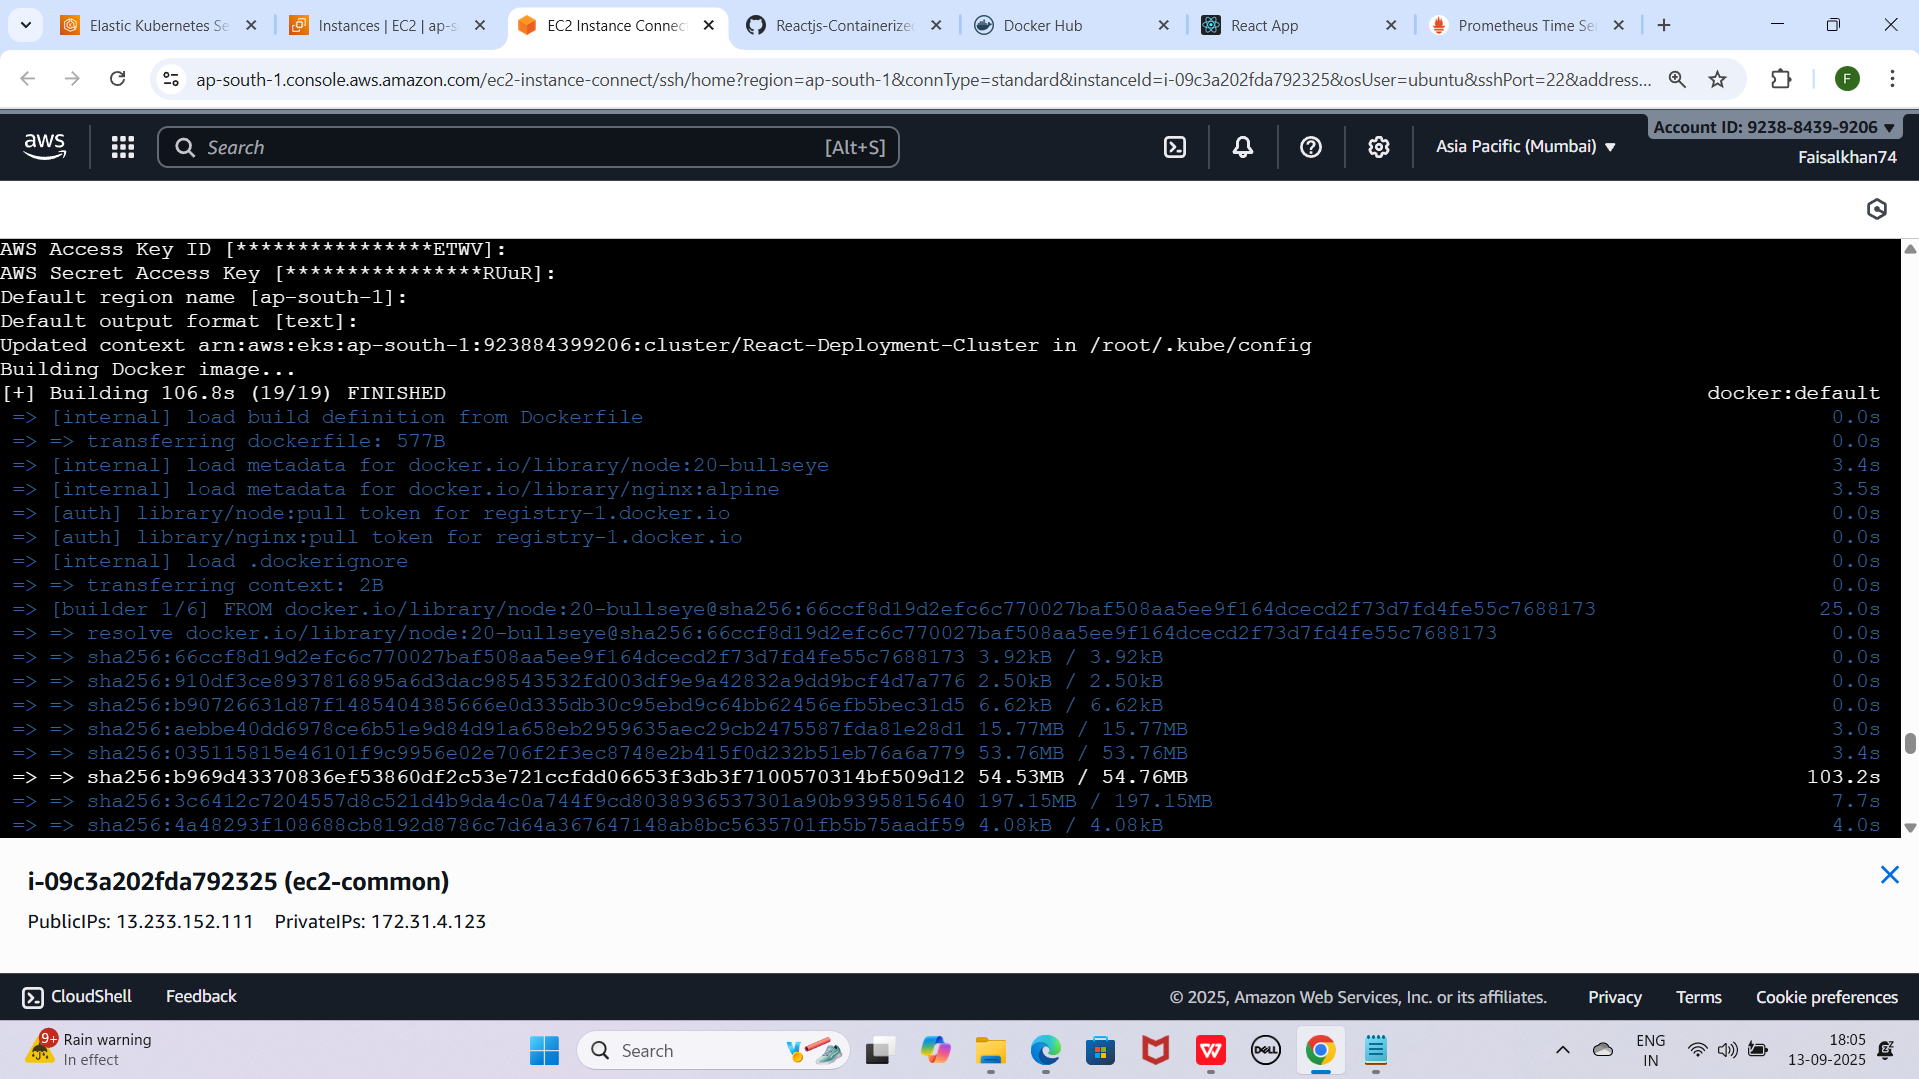 Elastic Kubernetes Se
Instances | EC2 | ap-s
EC2 Instance Connec
Reactjs-Containerize
Docker Hub
React App
Prometheus Time Se
ap-south-1.console.aws.amazon.com/ec2-instance-connect/ssh/home?region=ap-south-1&connType=standard&instanceId=i-09c3a202fda792325&osUser=ubuntu&sshPort=22&address...
F
aws
Search
[Alt+S]
Asia Pacific (Mumbai) ▼
Account ID: 9238-8439-9206 ▼
Faisalkhan74
AWS Access Key ID [****************ETWV]:
AWS Secret Access Key [****************RUuR]:
Default region name [ap-south-1]:
Default output format [text]:
Updated context arn:aws:eks:ap-south-1:923884399206:cluster/React-Deployment-Cluster in /root/.kube/config
Building Docker image...
[+] Building 106.8s (19/19) FINISHED docker:default
=> [internal] load build definition from Dockerfile 0.0s
=> => transferring dockerfile: 577B 0.0s
=> [internal] load metadata for docker.io/library/node:20-bullseye 3.4s
=> [internal] load metadata for docker.io/library/nginx:alpine 3.5s
=> [auth] library/node:pull token for registry-1.docker.io 0.0s
=> [auth] library/nginx:pull token for registry-1.docker.io 0.0s
=> [internal] load .dockerignore 0.0s
=> => transferring context: 2B 0.0s
=> [builder 1/6] FROM docker.io/library/node:20-bullseye@sha256:66ccf8d19d2efc6c770027baf508aa5ee9f164dcecd2f73d7fd4fe55c7688173 25.0s
=> => resolve docker.io/library/node:20-bullseye@sha256:66ccf8d19d2efc6c770027baf508aa5ee9f164dcecd2f73d7fd4fe55c7688173 0.0s
=> => sha256:66ccf8d19d2efc6c770027baf508aa5ee9f164dcecd2f73d7fd4fe55c7688173 3.92kB / 3.92kB 0.0s
=> => sha256:910df3ce8937816895a6d3dac98543532fd003df9e9a42832a9dd9bcf4d7a776 2.50kB / 2.50kB 0.0s
=> => sha256:b90726631d87f1485404385666e0d335db30c95ebd9c64bb62456efb5bec31d5 6.62kB / 6.62kB 0.0s
=> => sha256:aebbe40dd6978ce6b51e9d84d91a658eb2959635aec29cb2475587fda81e28d1 15.77MB / 15.77MB 3.0s
=> => sha256:035115815e46101f9c9956e02e706f2f3ec8748e2b415f0d232b51eb76a6a779 53.76MB / 53.76MB 3.4s
=> => sha256:b969d43370836ef53860df2c53e721ccfdd06653f3db3f7100570314bf509d12 54.53MB / 54.76MB 103.2s
=> => sha256:3c6412c7204557d8c521d4b9da4c0a744f9cd8038936537301a90b9395815640 197.15MB / 197.15MB 7.7s
=> => sha256:4a48293f108688cb8192d8786c7d64a367647148ab8bc5635701fb5b75aadf59 4.08kB / 4.08kB 4.0s
i-09c3a202fda792325 (ec2-common)
PublicIPs: 13.233.152.111 PrivateIPs: 172.31.4.123
CloudShell
Feedback
© 2025, Amazon Web Services, Inc. or its affiliates.
Privacy
Terms
Cookie preferences
9+
Rain warning
In effect
Search
DELL
ENG
IN
18:05
13-09-2025